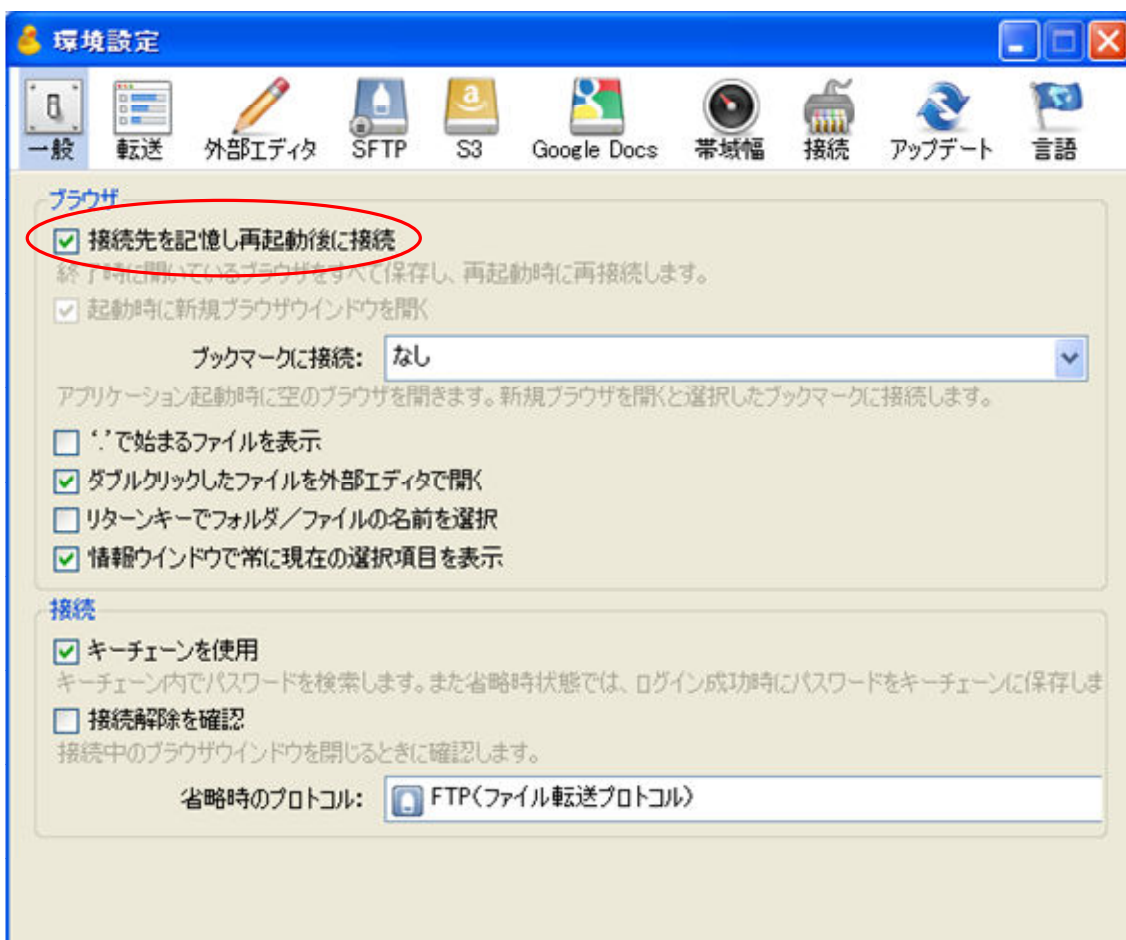 環境設定
一般 転送 外部エディタ SFTP S3 Google Docs 帯域幅 接続 アップデート 言語
ブラウザ
接続先を記憶し再起動後に接続
終了時に開いているブラウザをすべて保存し、再起動時に再接続します。
起動時に新規ブラウザウインドウを開く
ブックマークに接続: なし
アプリケーション起動時に空のブラウザを開きます。新規ブラウザを開くと選択したブックマークに接続します。
'.'で始まるファイルを表示
ダブルクリックしたファイルを外部エディタで開く
リターンキーでフォルダ／ファイルの名前を選択
情報ウインドウで常に現在の選択項目を表示
接続
キーチェーンを使用
キーチェーン内でパスワードを検索します。また省略時状態では、ログイン成功時にパスワードをキーチェーンに保存しま
接続解除を確認
接続中のブラウザウインドウを閉じるときに確認します。
省略時のプロトコル: FTP(ファイル転送プロトコル)